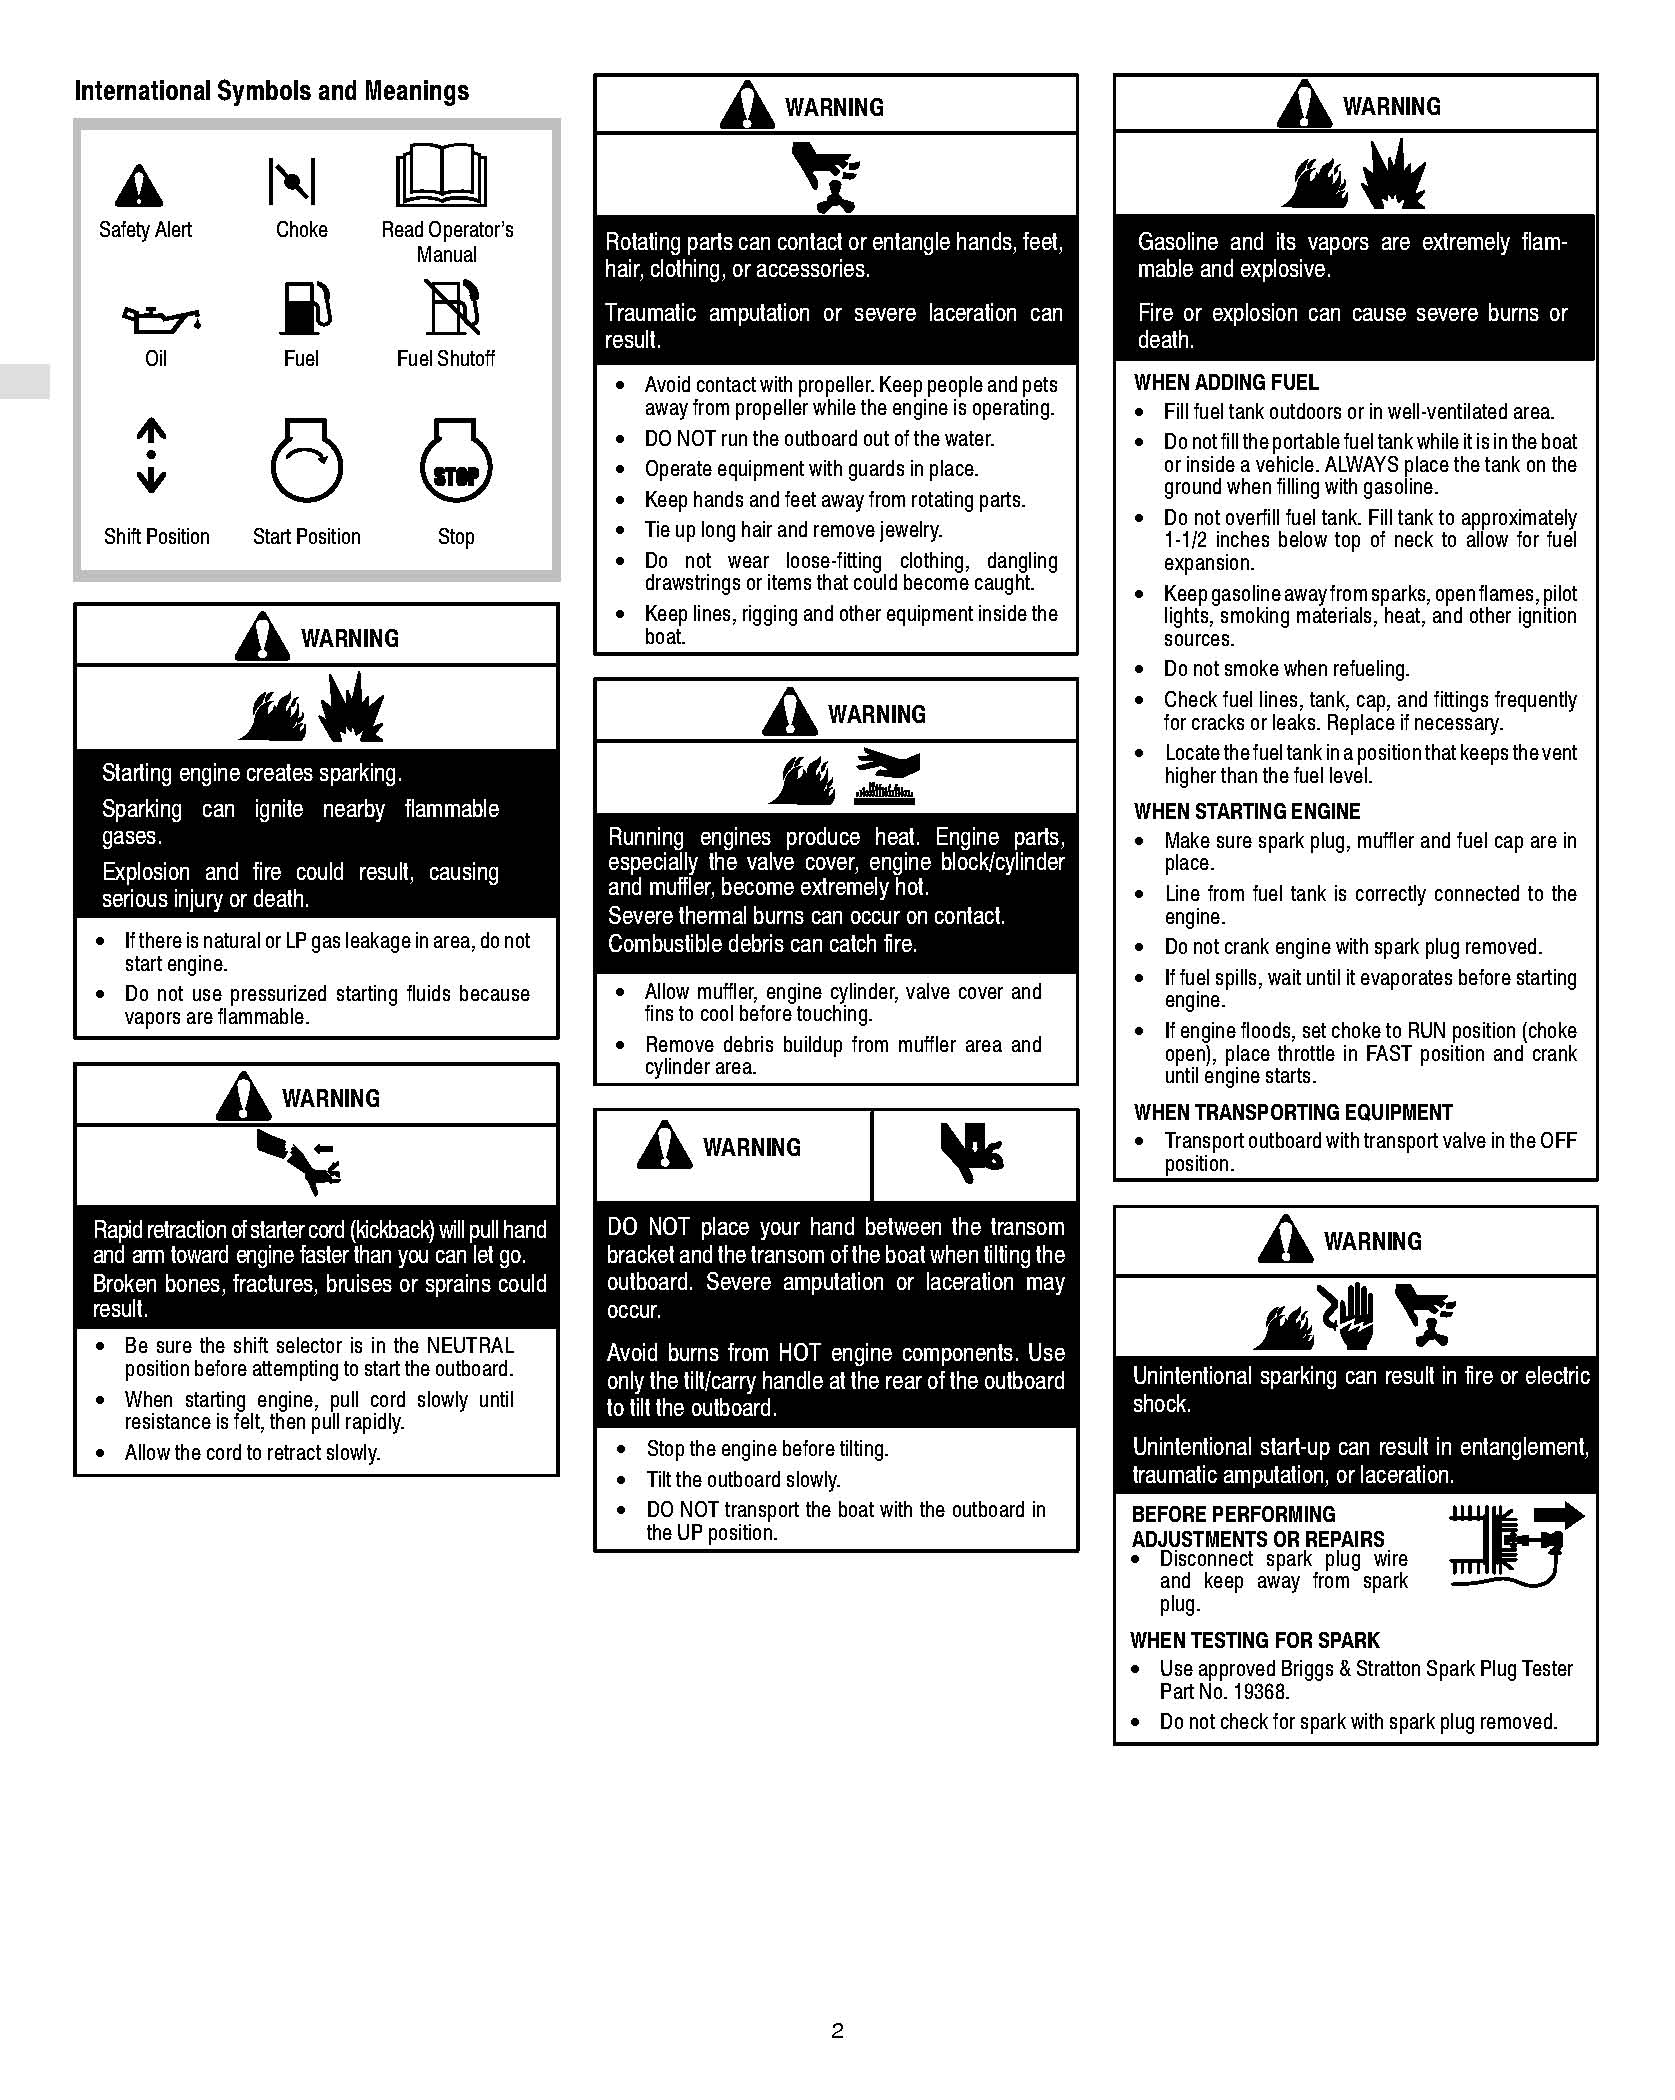 International Symbols and Meanings
Safety Alert
Choke
Read Operator's
Manual
Oil
Fuel
Fuel Shutoff
STOP
Shift Position
Start Position
Stop
WARNING
Starting engine creates sparking.
Sparking can ignite nearby flammable
gases.
Explosion and fire could result, causing
serious injury or death.
• If there is natural or LP gas leakage in area, do not
start engine.
• Do not use pressurized starting fluids because
vapors are flammable.
WARNING
Rapid retraction of starter cord (kickback) will pull hand
and arm toward engine faster than you can let go.
Broken bones, fractures, bruises or sprains could
result.
• Be sure the shift selector is in the NEUTRAL
position before attempting to start the outboard.
• When starting engine, pull cord slowly until
resistance is felt, then pull rapidly.
• Allow the cord to retract slowly.
WARNING
Rotating parts can contact or entangle hands, feet,
hair, clothing, or accessories.
Traumatic amputation or severe laceration can
result.
• Avoid contact with propeller. Keep people and pets
away from propeller while the engine is operating.
• DO NOT run the outboard out of the water.
• Operate equipment with guards in place.
• Keep hands and feet away from rotating parts.
• Tie up long hair and remove jewelry.
• Do not wear loose-fitting clothing, dangling
drawstrings or items that could become caught.
• Keep lines, rigging and other equipment inside the
boat.
WARNING
Running engines produce heat. Engine parts,
especially the valve cover, engine block/cylinder
and muffler, become extremely hot.
Severe thermal burns can occur on contact.
Combustible debris can catch fire.
• Allow muffler, engine cylinder, valve cover and
fins to cool before touching.
• Remove debris buildup from muffler area and
cylinder area.
WARNING
DO NOT place your hand between the transom
bracket and the transom of the boat when tilting the
outboard. Severe amputation or laceration may
occur.
Avoid burns from HOT engine components. Use
only the tilt/carry handle at the rear of the outboard
to tilt the outboard.
• Stop the engine before tilting.
• Tilt the outboard slowly.
• DO NOT transport the boat with the outboard in
the UP position.
WARNING
Gasoline and its vapors are extremely flam-
mable and explosive.
Fire or explosion can cause severe burns or
death.
WHEN ADDING FUEL
• Fill fuel tank outdoors or in well-ventilated area.
• Do not fill the portable fuel tank while it is in the boat
or inside a vehicle. ALWAYS place the tank on the
ground when filling with gasoline.
• Do not overfill fuel tank. Fill tank to approximately
1-1/2 inches below top of neck to allow for fuel
expansion.
• Keep gasoline away from sparks, open flames, pilot
lights, smoking materials, heat, and other ignition
sources.
• Do not smoke when refueling.
• Check fuel lines, tank, cap, and fittings frequently
for cracks or leaks. Replace if necessary.
• Locate the fuel tank in a position that keeps the vent
higher than the fuel level.
WHEN STARTING ENGINE
• Make sure spark plug, muffler and fuel cap are in
place.
• Line from fuel tank is correctly connected to the
engine.
• Do not crank engine with spark plug removed.
• If fuel spills, wait until it evaporates before starting
engine.
• If engine floods, set choke to RUN position (choke
open), place throttle in FAST position and crank
until engine starts.
WHEN TRANSPORTING EQUIPMENT
• Transport outboard with transport valve in the OFF
position.
WARNING
Unintentional sparking can result in fire or electric
shock.
Unintentional start-up can result in entanglement,
traumatic amputation, or laceration.
BEFORE PERFORMING
ADJUSTMENTS OR REPAIRS
• Disconnect spark plug wire
and keep away from spark
plug.
WHEN TESTING FOR SPARK
• Use approved Briggs & Stratton Spark Plug Tester
Part No. 19368.
• Do not check for spark with spark plug removed.
2